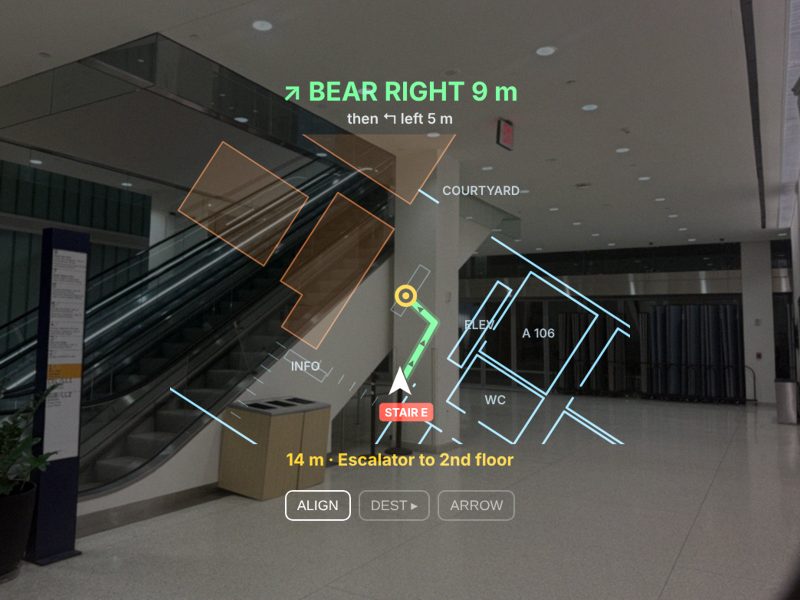 ↗ BEAR RIGHT 9 m
then ↰ left 5 m
COURTYARD
ELEV
A 106
INFO
WC
STAIR E
14 m · Escalator to 2nd floor
ALIGN
DEST ▸
ARROW